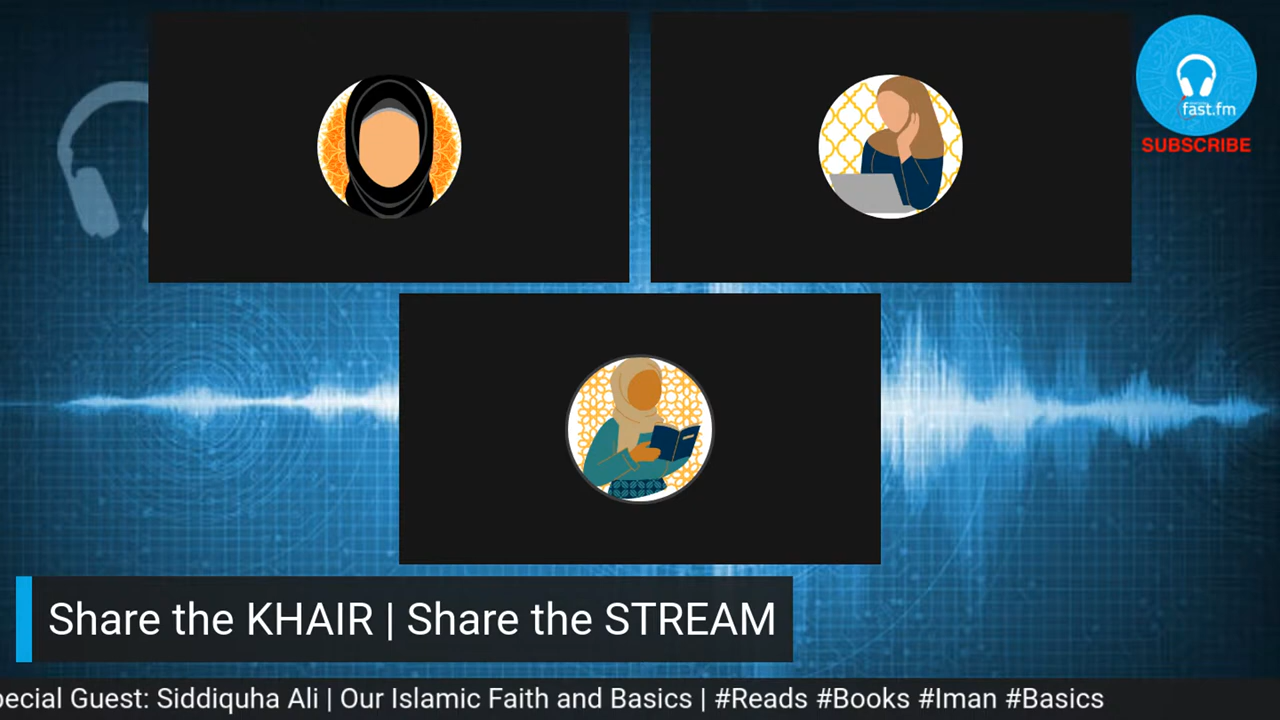 fast.fm
SUBSCRIBE
Share the KHAIR | Share the STREAM
pecial Guest: Siddiquha Ali | Our Islamic Faith and Basics | #Reads #Books #Iman #Basics